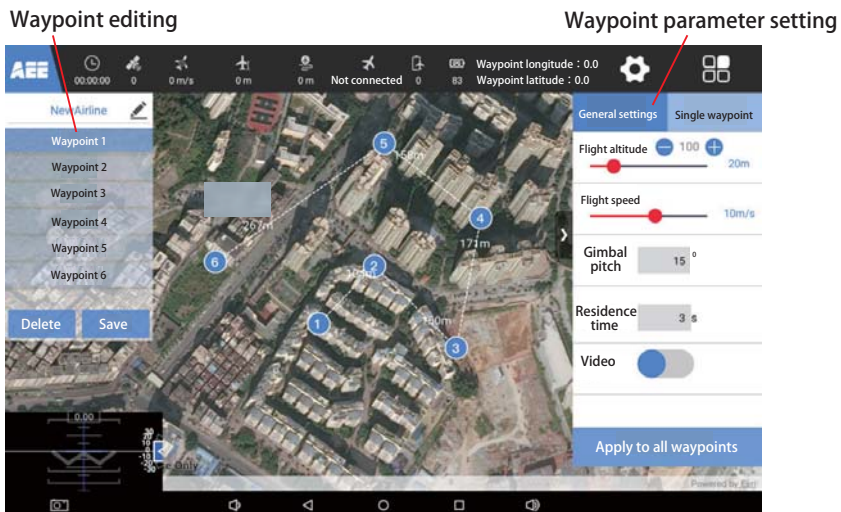 Waypoint editing
Waypoint parameter setting
AEE
00:00:00
0
0 m/s
0 m
0 m
Not connected
0
83
Waypoint longitude：0.0
Waypoint latitude：0.0
NewAirline
Waypoint 1
Waypoint 2
Waypoint 3
Waypoint 4
Waypoint 5
Waypoint 6
Delete
Save
5
4
171m
267m
6
2
1
3
General settings
Single waypoint
Flight altitude
100
20m
Flight speed
10m/s
Gimbal
pitch
15 °
Residence
time
3 s
Video
Apply to all waypoints
0.00
Powered by Esri